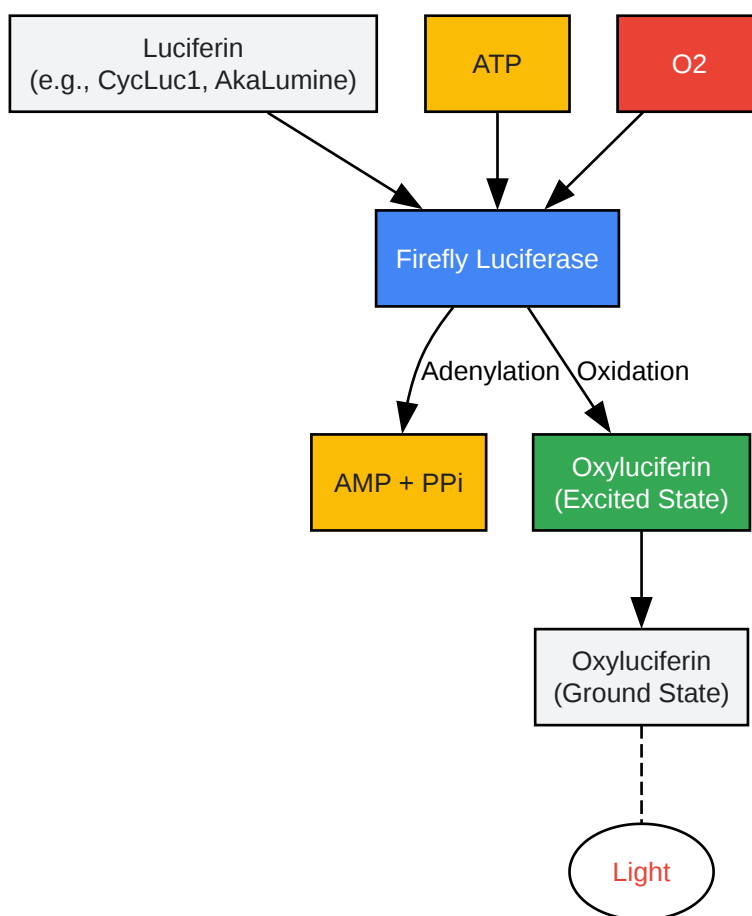 Luciferin
(e.g., CycLuc1, AkaLumine)
ATP
O2
Firefly Luciferase
Adenylation
Oxidation
AMP + PPi
Oxyluciferin
(Excited State)
Oxyluciferin
(Ground State)
Light